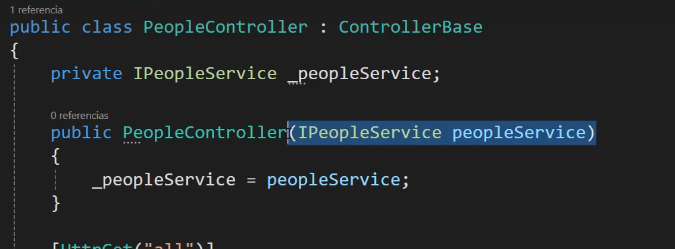 1 referencia
public class PeopleController : ControllerBase
{
private IPeopleService _peopleService;
0 referencias
public PeopleController(IPeopleService peopleService)
{
_peopleService = peopleService;
}
[HttpGet("all")]